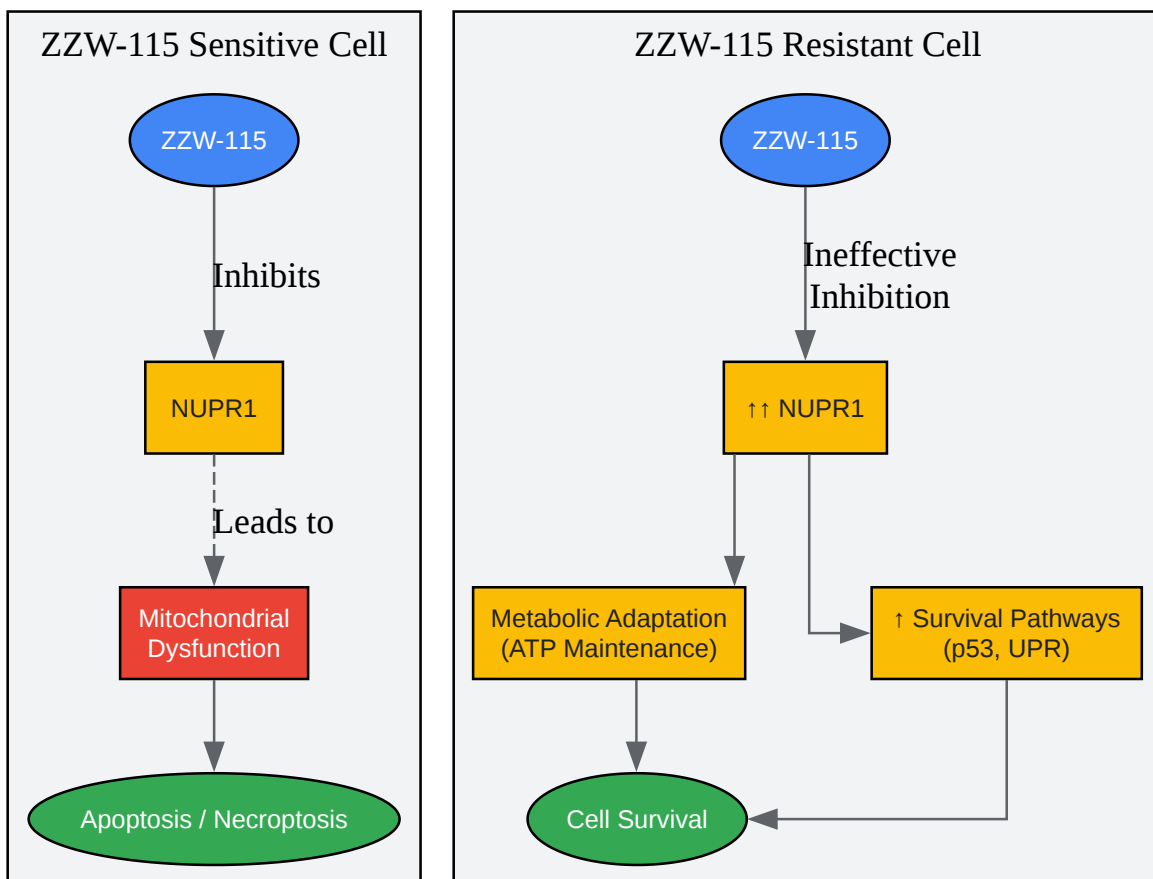 ZZW-115 Sensitive Cell
ZZW-115
Inhibits
NUPR1
Leads to
Mitochondrial
Dysfunction
Apoptosis / Necroptosis
ZZW-115 Resistant Cell
ZZW-115
Ineffective
Inhibition
↑↑ NUPR1
Metabolic Adaptation
(ATP Maintenance)
↑ Survival Pathways
(p53, UPR)
Cell Survival